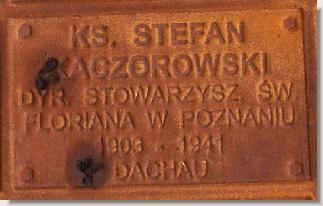 KS. STEFAN
KACZOROWSKI
DYR. STOWARZYSZ. ŚW.
FLORIANA W POZNANIU
1903 - 1941
DACHAU